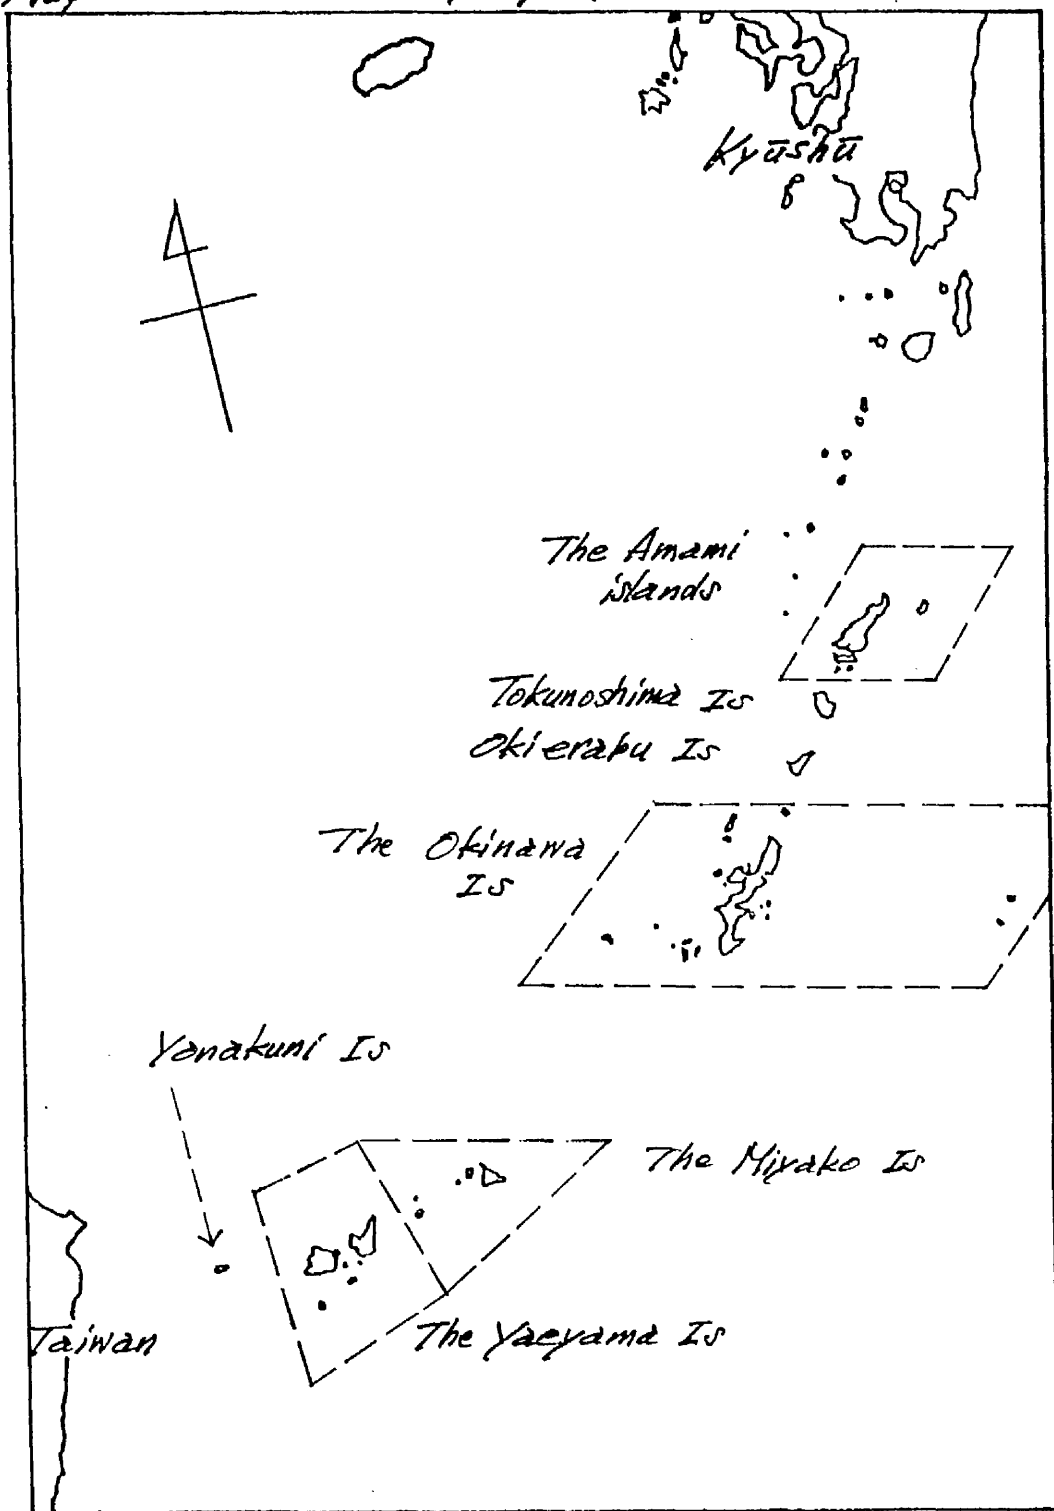 Kyūshū
The Amami
islands
Tokunoshima Is
Okierabu Is
The Okinawa
Is
Yonakuni Is
The Miyako Is
Taiwan
The Yaeyama Is